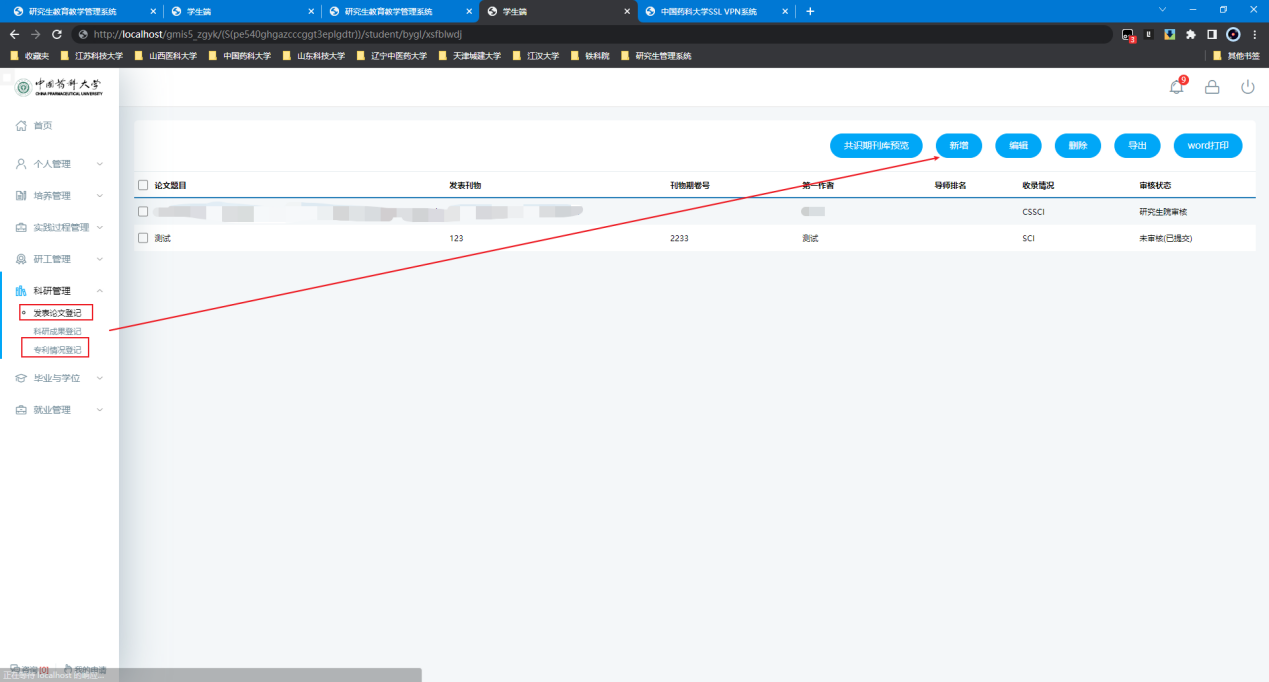 研究生教育教学管理系统
学生端
研究生教育教学管理系统
学生端
中国药科大学SSL VPN系统
http://localhost/gmis5_zgyk/(S(pe540ghgazcccggt3eplgdtr))/student/bygl/xsfblwdj
3
收藏夹 江苏科技大学 山西医科大学 中国药科大学 山东科技大学 辽宁中医药大学 天津城建大学 江汉大学 铁科院 研究生管理系统 其他书签
中国药科大学
CHINA PHARMACEUTICAL UNIVERSITY
9
首页
个人管理
培养管理
实践过程管理
研工管理
科研管理
发表论文登记
科研成果登记
专利情况登记
毕业与学位
就业管理
共识期刊库预览 新增 编辑 删除 导出 word打印
论文题目 发表刊物 刊物期卷号 第一作者 导师排名 收录情况 审核状态
CSSCI 研究生院审核
测试 123 2233 测试 SCI 未审核(已提交)
咨询[0] 我的申请
正在等待 localhost 的响应...